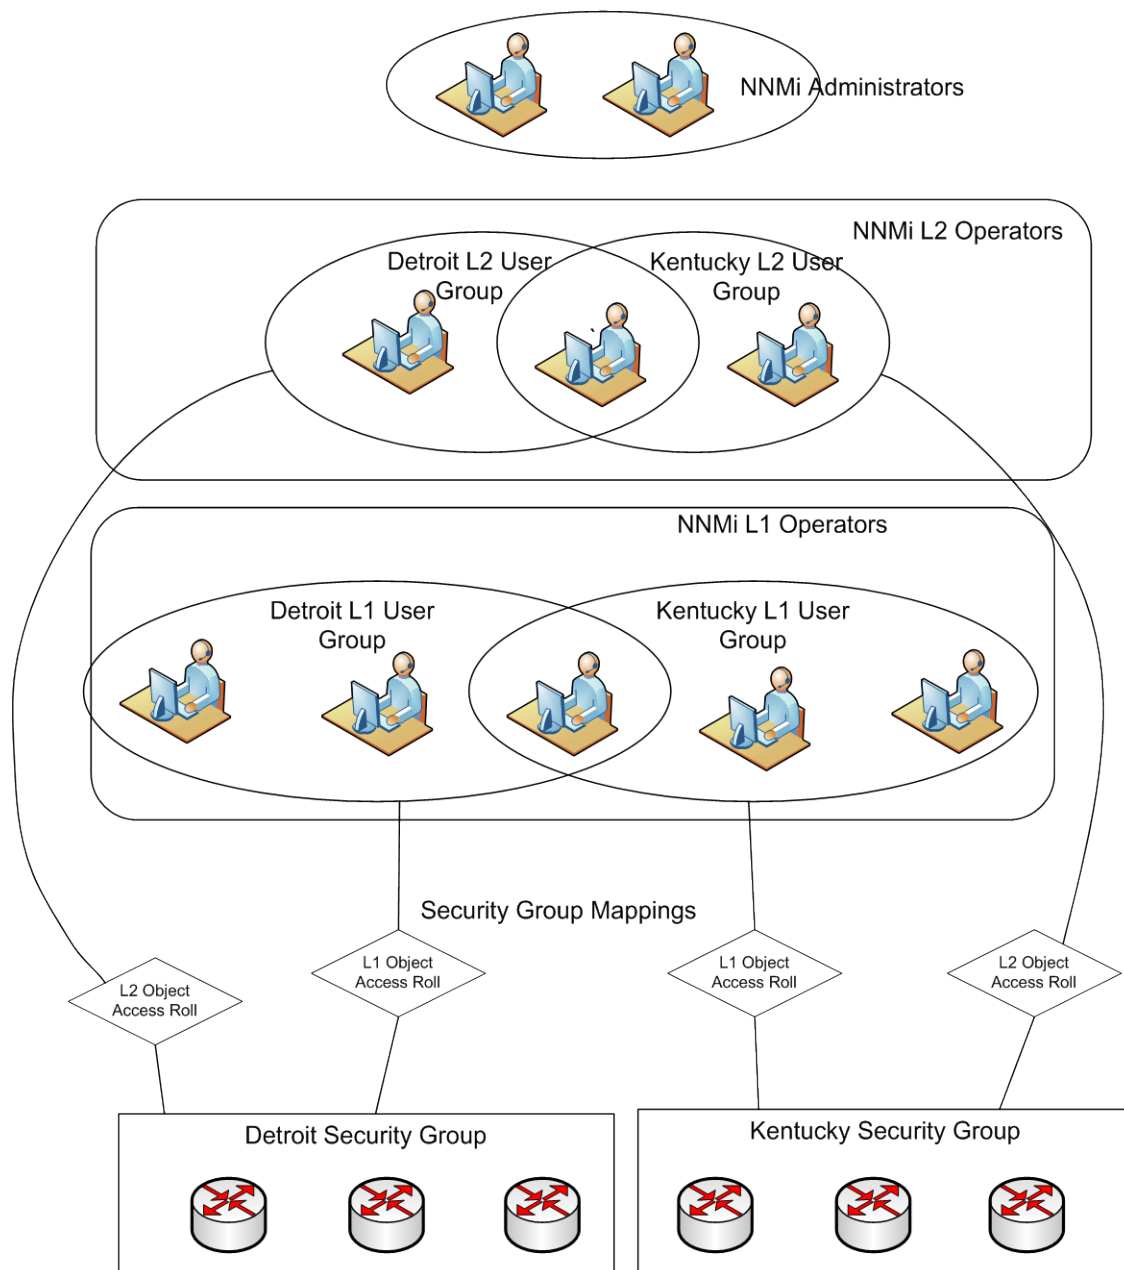 NNMi Administrators
NNMi L2 Operators
Detroit L2 User
Group
Kentucky L2 User
Group
NNMi L1 Operators
Detroit L1 User
Group
Kentucky L1 User
Group
Security Group Mappings
L2 Object
Access Roll
L1 Object
Access Roll
L1 Object
Access Roll
L2 Object
Access Roll
Detroit Security Group
Kentucky Security Group